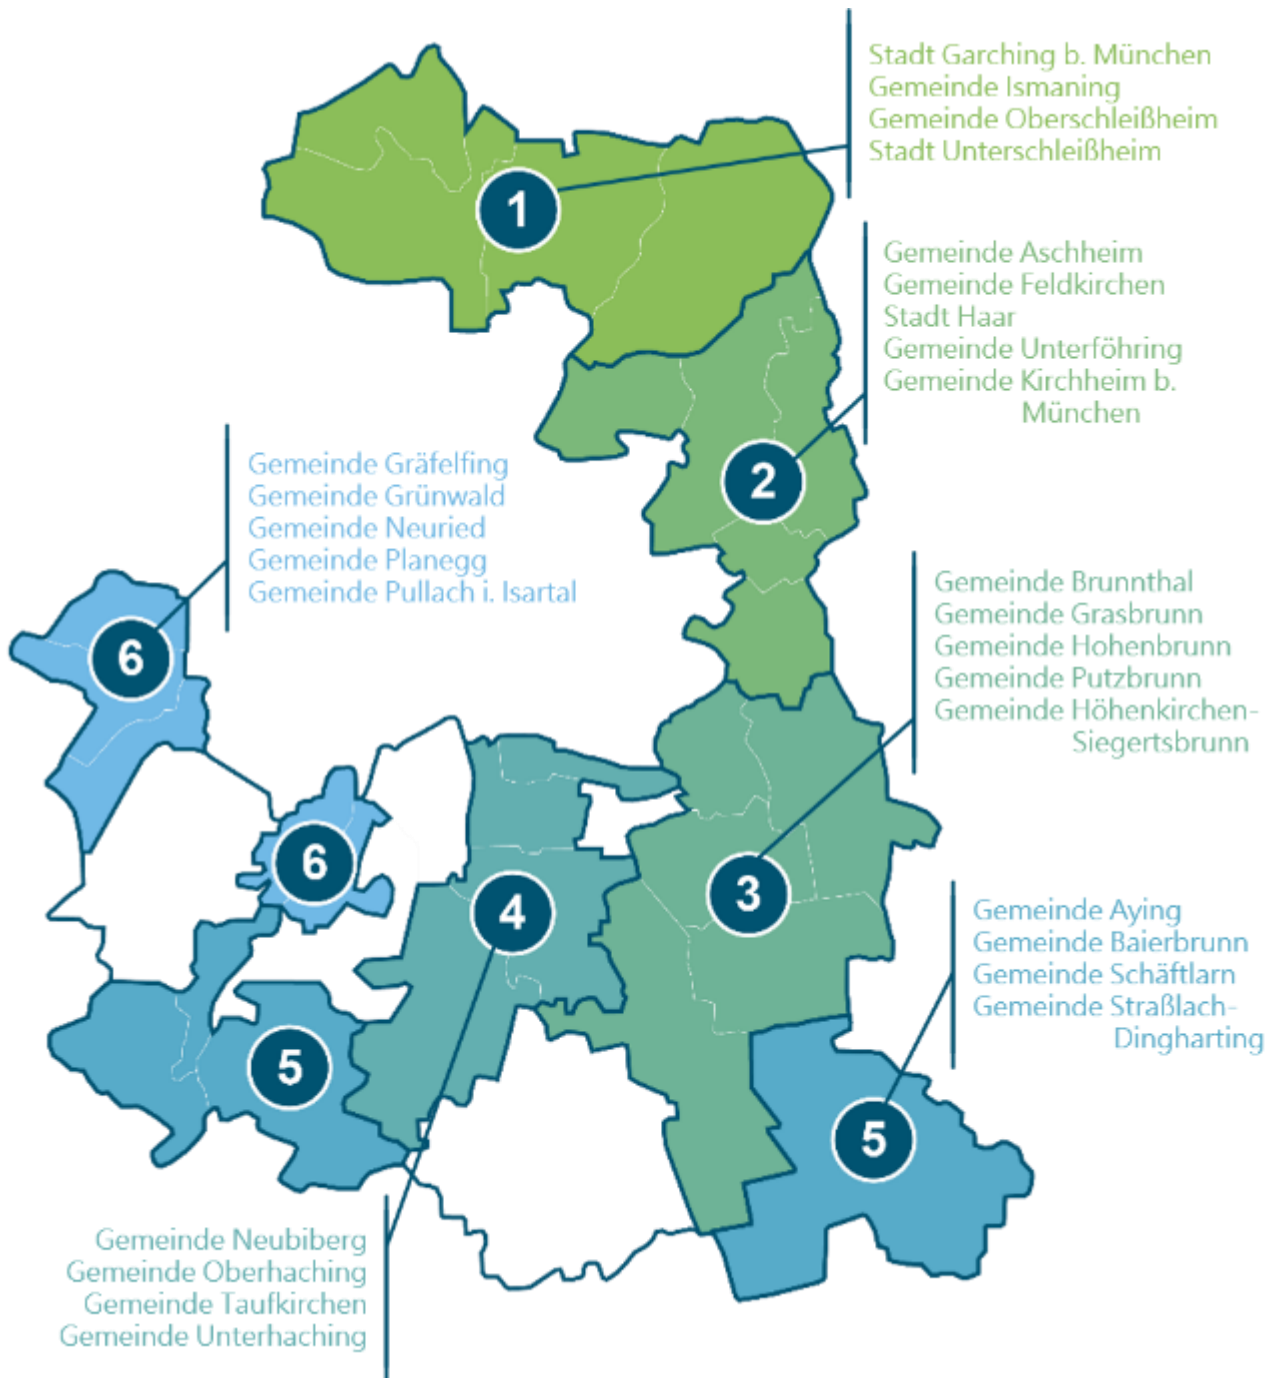 Stadt Garching b. München
Gemeinde Ismaning
Gemeinde Oberschleißheim
Stadt Unterschleißheim
1
Gemeinde Aschheim
Gemeinde Feldkirchen
Stadt Haar
Gemeinde Unterföhring
Gemeinde Kirchheim b.
München
2
Gemeinde Gräfelfing
Gemeinde Grünwald
Gemeinde Neuried
Gemeinde Planegg
Gemeinde Pullach i. Isartal
6
6
Gemeinde Brunnthal
Gemeinde Grasbrunn
Gemeinde Hohenbrunn
Gemeinde Putzbrunn
Gemeinde Höhenkirchen-
Siegertsbrunn
3
4
Gemeinde Aying
Gemeinde Baierbrunn
Gemeinde Schäftlarn
Gemeinde Straßlach-
Dingharting
5
5
Gemeinde Neubiberg
Gemeinde Oberhaching
Gemeinde Taufkirchen
Gemeinde Unterhaching